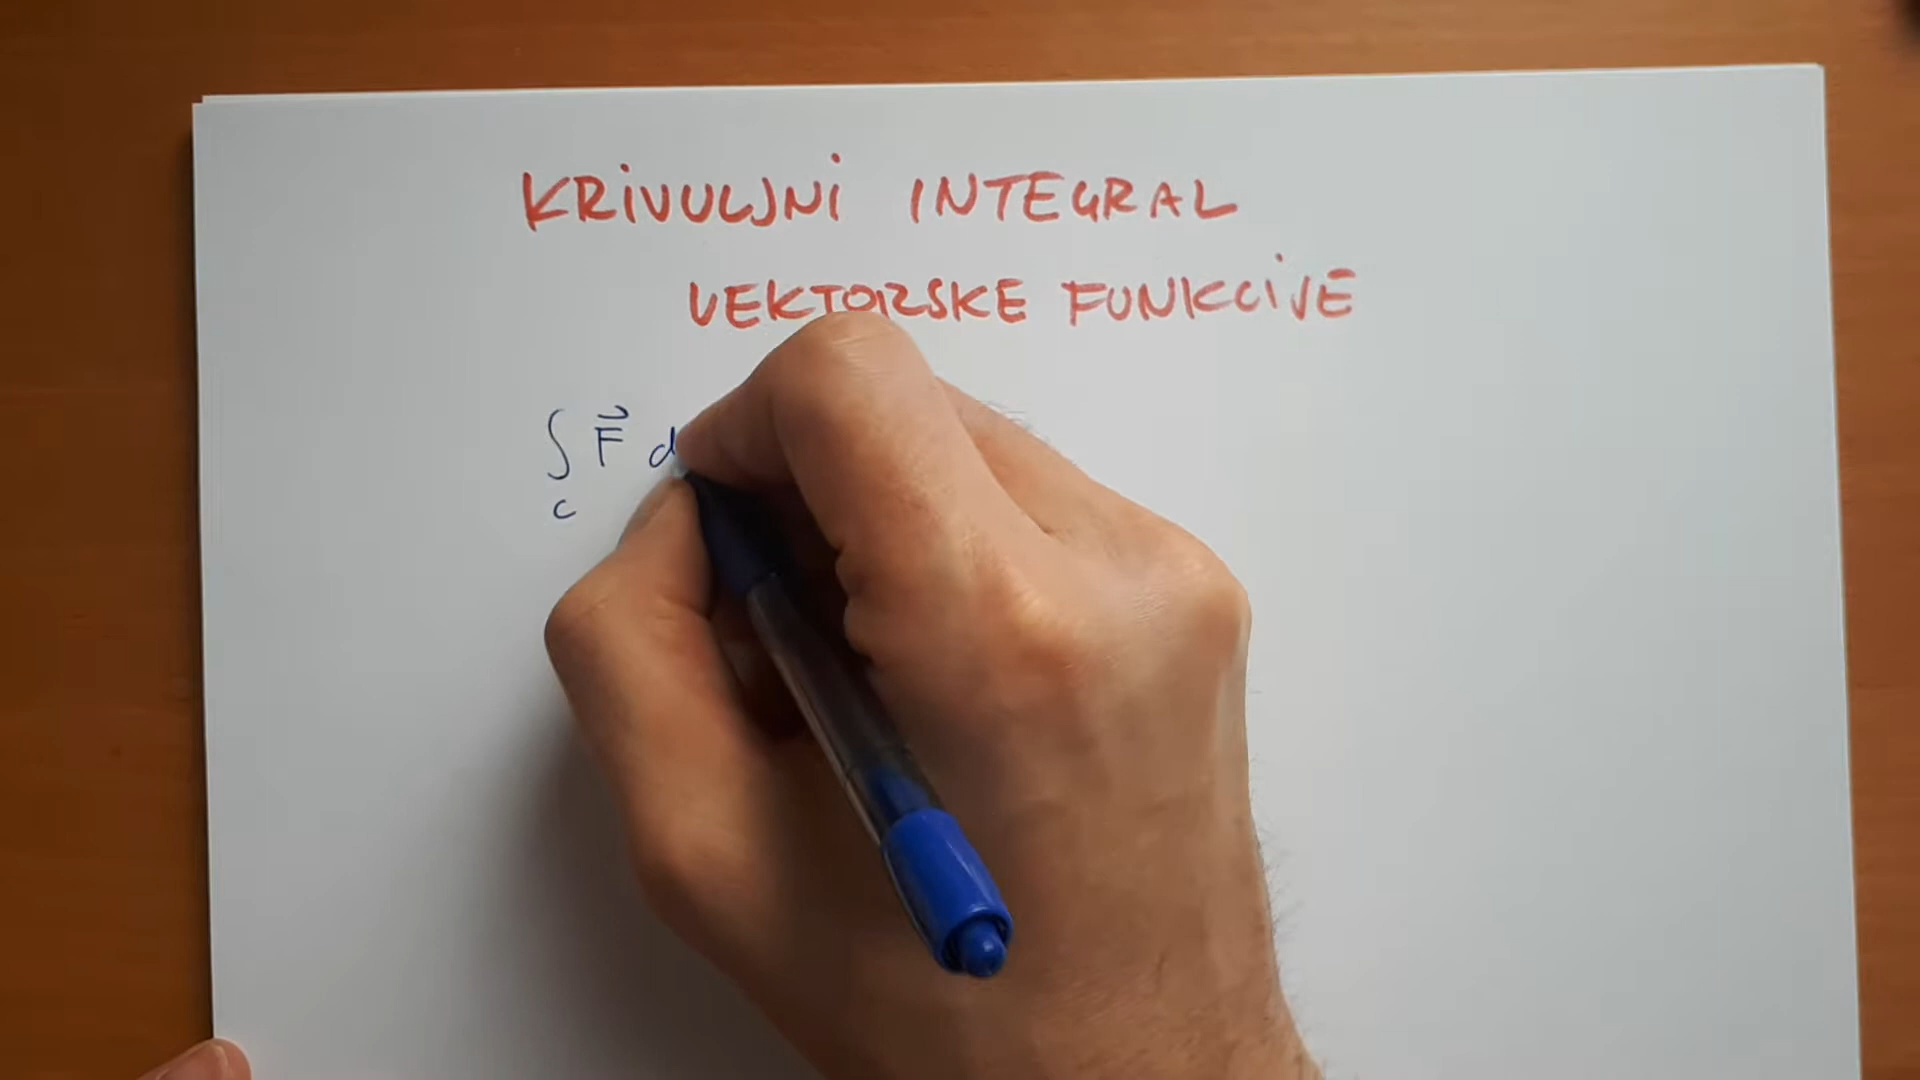 KRIVULJNI INTEGRAL
VEKTORSKE FUNKCIJE
∫ F⃗ d
C